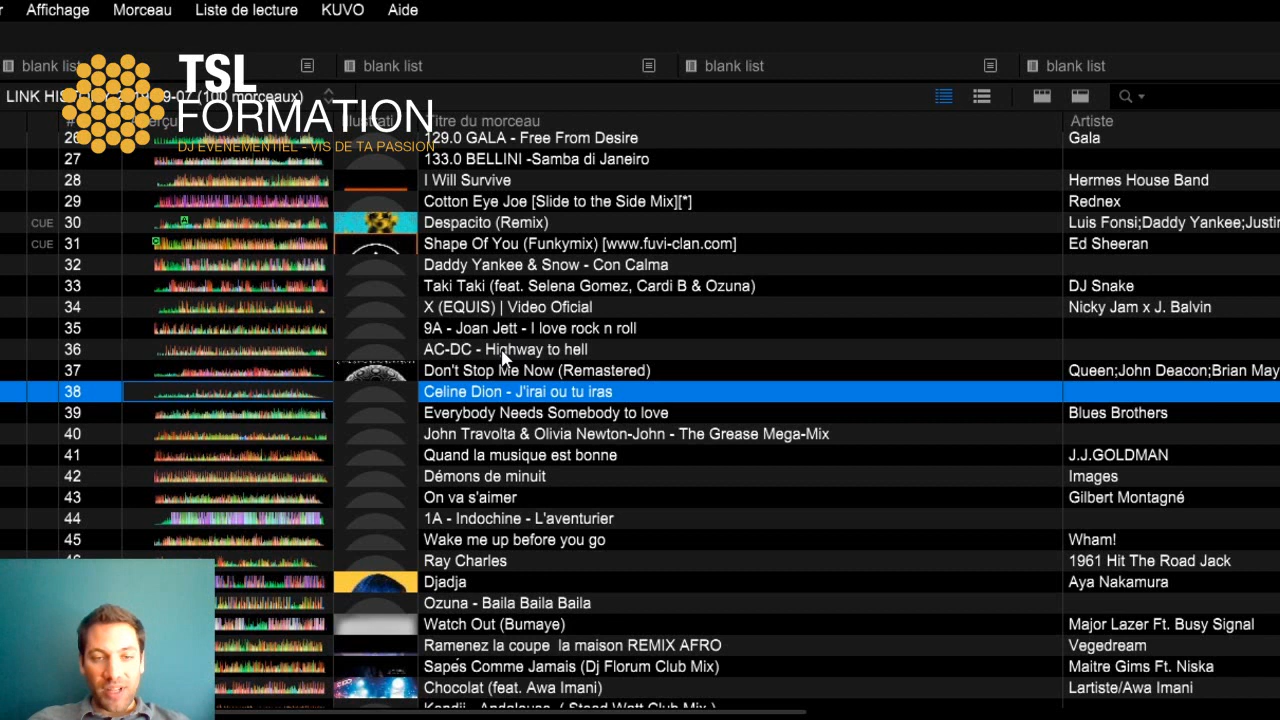 Affichage Morceau Liste de lecture KUVO Aide
blank list blank list blank list blank list
TSL
FORMATION
DJ EVENEMENTIEL - VIS DE TA PASSION
LINK HIS 9-07 (100 morceaux)
# Titre du morceau Artiste
26 129.0 GALA - Free From Desire Gala
27 133.0 BELLINI -Samba di Janeiro
28 I Will Survive Hermes House Band
29 Cotton Eye Joe [Slide to the Side Mix][*] Rednex
CUE 30 Despacito (Remix) Luis Fonsi;Daddy Yankee;Justin
CUE 31 Shape Of You (Funkymix) [www.fuvi-clan.com] Ed Sheeran
32 Daddy Yankee & Snow - Con Calma
33 Taki Taki (feat. Selena Gomez, Cardi B & Ozuna) DJ Snake
34 X (EQUIS) | Video Oficial Nicky Jam x J. Balvin
35 9A - Joan Jett - I love rock n roll
36 AC-DC - Highway to hell
37 Don't Stop Me Now (Remastered) Queen;John Deacon;Brian May
38 Celine Dion - J'irai ou tu iras
39 Everybody Needs Somebody to love Blues Brothers
40 John Travolta & Olivia Newton-John - The Grease Mega-Mix
41 Quand la musique est bonne J.J.GOLDMAN
42 Démons de minuit Images
43 On va s'aimer Gilbert Montagné
44 1A - Indochine - L'aventurier
45 Wake me up before you go Wham!
46 Ray Charles 1961 Hit The Road Jack
Djadja Aya Nakamura
Ozuna - Baila Baila Baila
Watch Out (Bumaye) Major Lazer Ft. Busy Signal
Ramenez la coupe la maison REMIX AFRO Vegedream
Sapés Comme Jamais (Dj Florum Club Mix) Maitre Gims Ft. Niska
Chocolat (feat. Awa Imani) Lartiste/Awa Imani